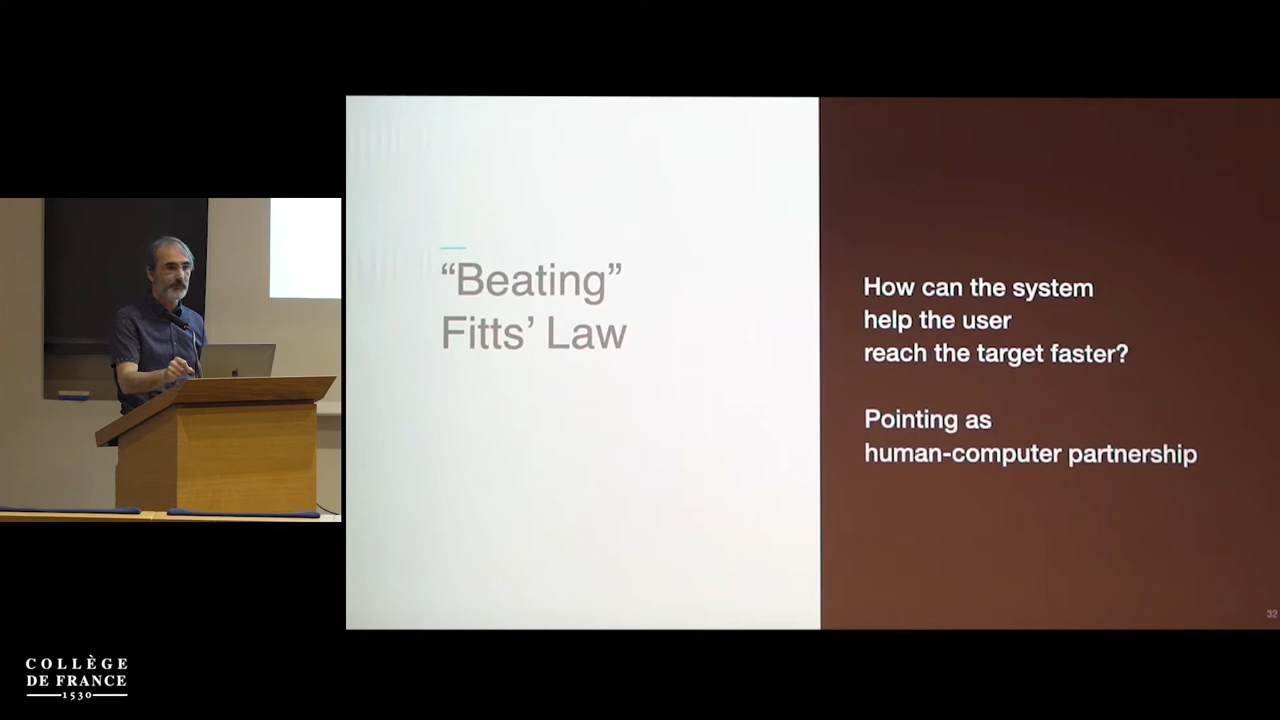 “Beating”
Fitts’ Law
How can the system
help the user
reach the target faster?
Pointing as
human-computer partnership
32
COLLÈGE
DE FRANCE
1530